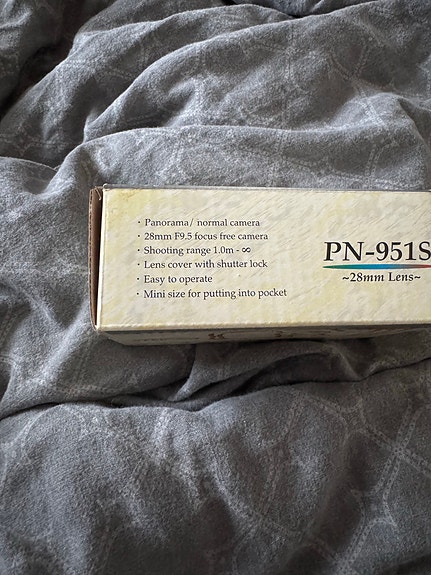 · Panorama/ normal camera
· 28mm F9.5 focus free camera
· Shooting range 1.0m - ∞
· Lens cover with shutter lock
· Easy to operate
· Mini size for putting into pocket
PN-951S
~28mm Lens~